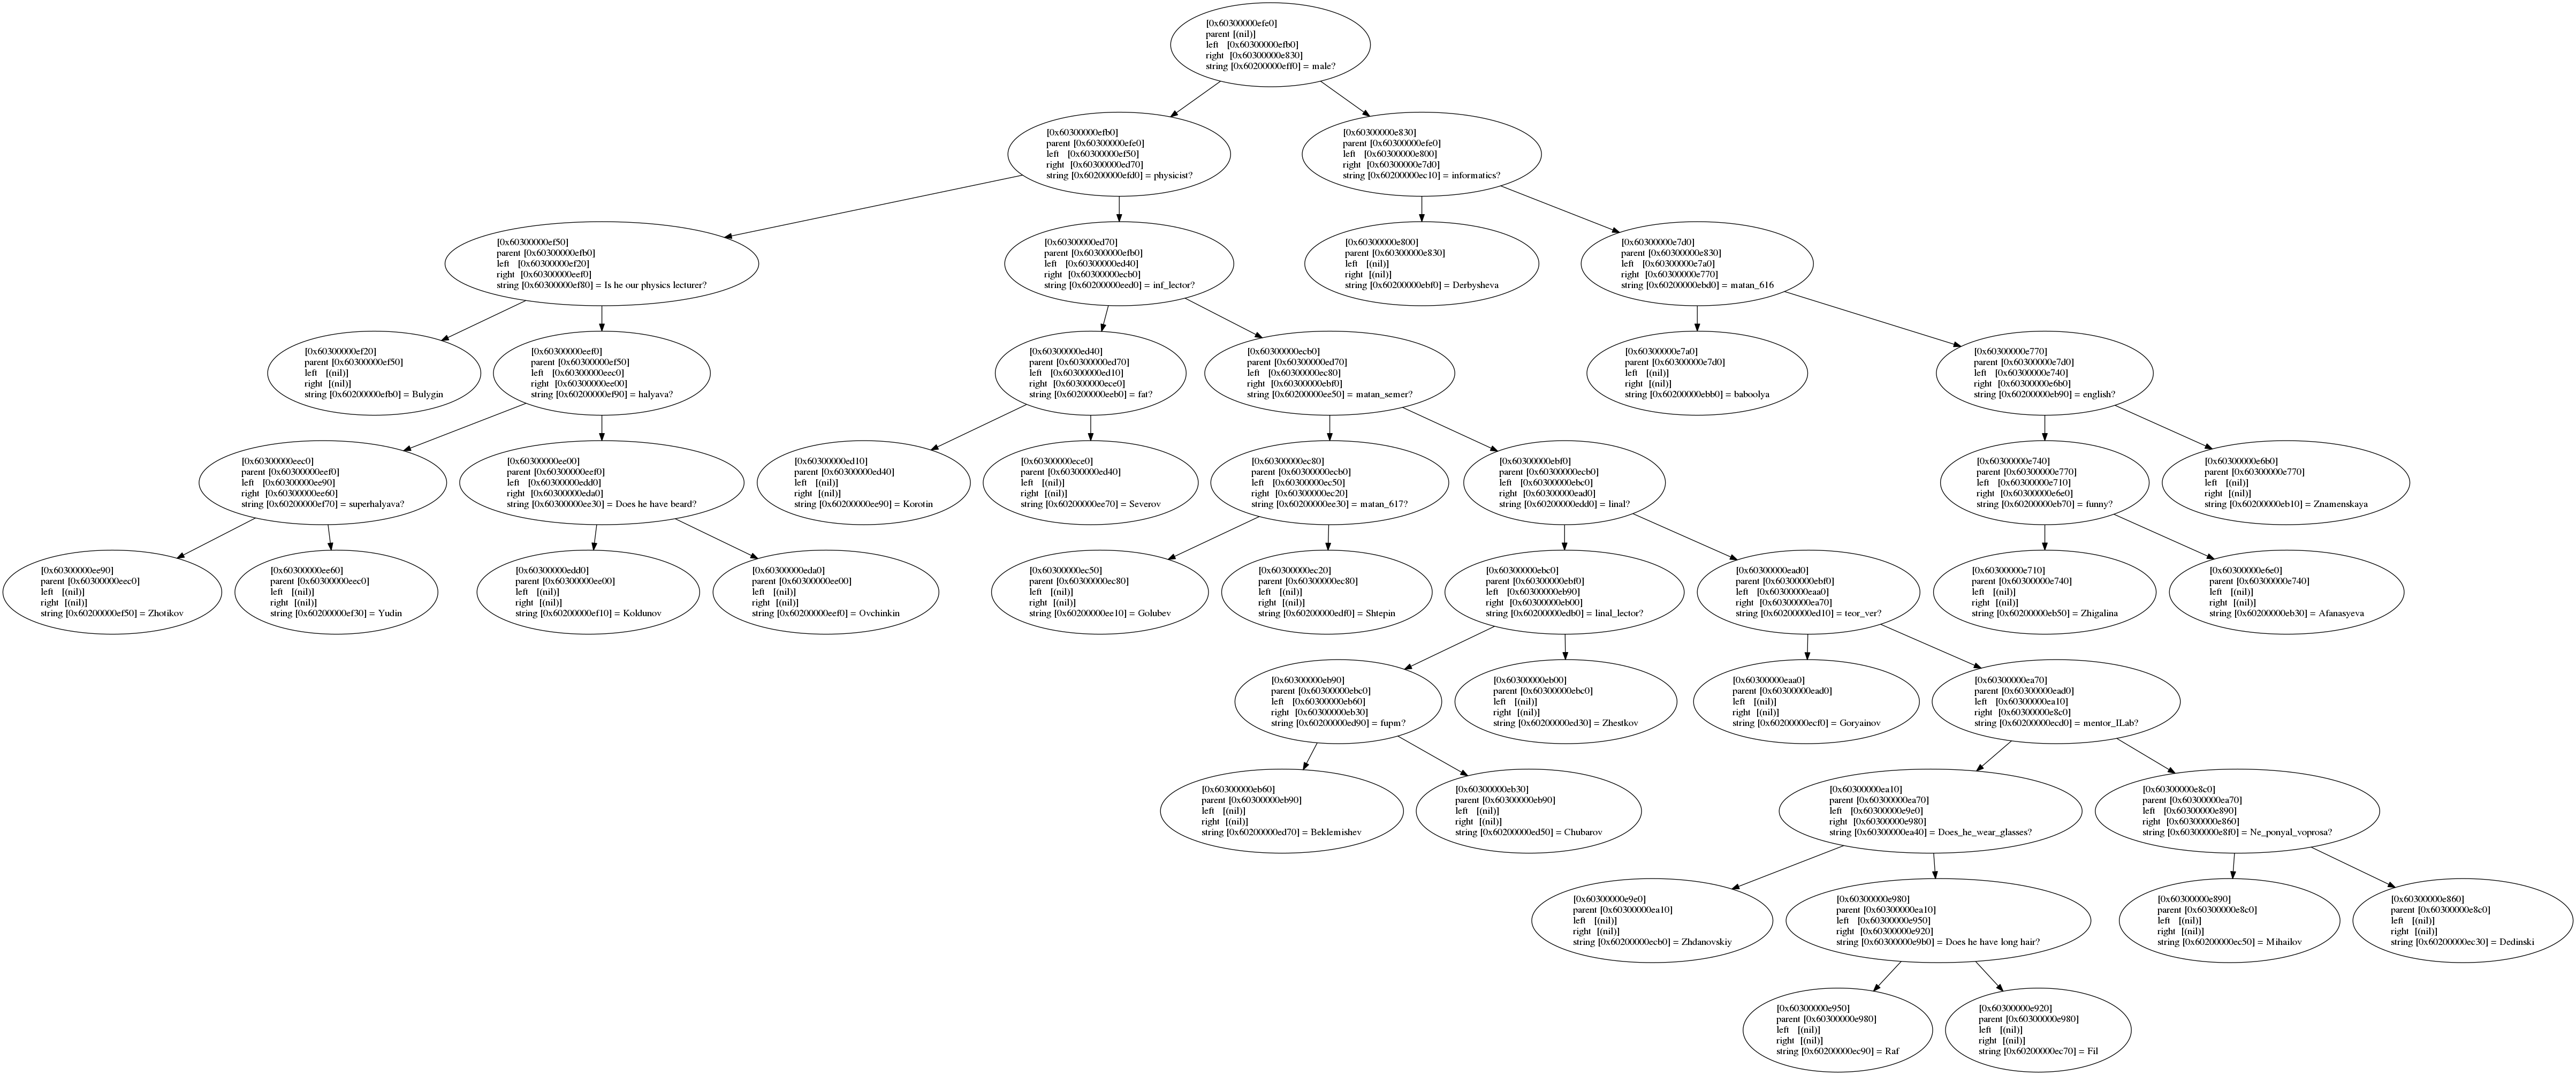 [0x60300000efe0]
parent [(nil)]
left [0x60300000efb0]
right [0x60300000e830]
string [0x60200000eff0] = male?
[0x60300000efb0]
parent [0x60300000efe0]
left [0x60300000ef50]
right [0x60300000ed70]
string [0x60200000efd0] = physicist?
[0x60300000e830]
parent [0x60300000efe0]
left [0x60300000e800]
right [0x60300000e7d0]
string [0x60200000ec10] = informatics?
[0x60300000ef50]
parent [0x60300000efb0]
left [0x60300000ef20]
right [0x60300000eef0]
string [0x60300000ef80] = Is he our physics lecturer?
[0x60300000ed70]
parent [0x60300000efb0]
left [0x60300000ed40]
right [0x60300000ecb0]
string [0x60200000eed0] = inf_lector?
[0x60300000e800]
parent [0x60300000e830]
left [(nil)]
right [(nil)]
string [0x60200000ebf0] = Derbysheva
[0x60300000e7d0]
parent [0x60300000e830]
left [0x60300000e7a0]
right [0x60300000e770]
string [0x60200000ebd0] = matan_616
[0x60300000ef20]
parent [0x60300000ef50]
left [(nil)]
right [(nil)]
string [0x60200000efb0] = Bulygin
[0x60300000eef0]
parent [0x60300000ef50]
left [0x60300000eec0]
right [0x60300000ee00]
string [0x60200000ef90] = halyava?
[0x60300000ed40]
parent [0x60300000ed70]
left [0x60300000ed10]
right [0x60300000ece0]
string [0x60200000eeb0] = fat?
[0x60300000ecb0]
parent [0x60300000ed70]
left [0x60300000ec80]
right [0x60300000ebf0]
string [0x60200000ee50] = matan_semer?
[0x60300000e7a0]
parent [0x60300000e7d0]
left [(nil)]
right [(nil)]
string [0x60200000ebb0] = baboolya
[0x60300000e770]
parent [0x60300000e7d0]
left [0x60300000e740]
right [0x60300000e6b0]
string [0x60200000eb90] = english?
[0x60300000eec0]
parent [0x60300000eef0]
left [0x60300000ee90]
right [0x60300000ee60]
string [0x60200000ef70] = superhalyava?
[0x60300000ee00]
parent [0x60300000eef0]
left [0x60300000edd0]
right [0x60300000eda0]
string [0x60300000ee30] = Does he have beard?
[0x60300000ed10]
parent [0x60300000ed40]
left [(nil)]
right [(nil)]
string [0x60200000ee90] = Korotin
[0x60300000ece0]
parent [0x60300000ed40]
left [(nil)]
right [(nil)]
string [0x60200000ee70] = Severov
[0x60300000ec80]
parent [0x60300000ecb0]
left [0x60300000ec50]
right [0x60300000ec20]
string [0x60200000ee30] = matan_617?
[0x60300000ebf0]
parent [0x60300000ecb0]
left [0x60300000ebc0]
right [0x60300000ead0]
string [0x60200000edd0] = linal?
[0x60300000e740]
parent [0x60300000e770]
left [0x60300000e710]
right [0x60300000e6e0]
string [0x60200000eb70] = funny?
[0x60300000e6b0]
parent [0x60300000e770]
left [(nil)]
right [(nil)]
string [0x60200000eb10] = Znamenskaya
[0x60300000ee90]
parent [0x60300000eec0]
left [(nil)]
right [(nil)]
string [0x60200000ef50] = Zhotikov
[0x60300000ee60]
parent [0x60300000eec0]
left [(nil)]
right [(nil)]
string [0x60200000ef30] = Yudin
[0x60300000edd0]
parent [0x60300000ee00]
left [(nil)]
right [(nil)]
string [0x60200000ef10] = Koldunov
[0x60300000eda0]
parent [0x60300000ee00]
left [(nil)]
right [(nil)]
string [0x60200000eef0] = Ovchinkin
[0x60300000ec50]
parent [0x60300000ec80]
left [(nil)]
right [(nil)]
string [0x60200000ee10] = Golubev
[0x60300000ec20]
parent [0x60300000ec80]
left [(nil)]
right [(nil)]
string [0x60200000edf0] = Shtepin
[0x60300000ebc0]
parent [0x60300000ebf0]
left [0x60300000eb90]
right [0x60300000eb00]
string [0x60200000edb0] = linal_lector?
[0x60300000ead0]
parent [0x60300000ebf0]
left [0x60300000eaa0]
right [0x60300000ea70]
string [0x60200000ed10] = teor_ver?
[0x60300000e710]
parent [0x60300000e740]
left [(nil)]
right [(nil)]
string [0x60200000eb50] = Zhigalina
[0x60300000e6e0]
parent [0x60300000e740]
left [(nil)]
right [(nil)]
string [0x60200000eb30] = Afanasyeva
[0x60300000eb90]
parent [0x60300000ebc0]
left [0x60300000eb60]
right [0x60300000eb30]
string [0x60200000ed90] = fupm?
[0x60300000eb00]
parent [0x60300000ebc0]
left [(nil)]
right [(nil)]
string [0x60200000ed30] = Zhestkov
[0x60300000eaa0]
parent [0x60300000ead0]
left [(nil)]
right [(nil)]
string [0x60200000ecf0] = Goryainov
[0x60300000ea70]
parent [0x60300000ead0]
left [0x60300000ea10]
right [0x60300000e8c0]
string [0x60200000ecd0] = mentor_ILab?
[0x60300000eb60]
parent [0x60300000eb90]
left [(nil)]
right [(nil)]
string [0x60200000ed70] = Beklemishev
[0x60300000eb30]
parent [0x60300000eb90]
left [(nil)]
right [(nil)]
string [0x60200000ed50] = Chubarov
[0x60300000ea10]
parent [0x60300000ea70]
left [0x60300000e9e0]
right [0x60300000e980]
string [0x60300000ea40] = Does_he_wear_glasses?
[0x60300000e8c0]
parent [0x60300000ea70]
left [0x60300000e890]
right [0x60300000e860]
string [0x60300000e8f0] = Ne_ponyal_voprosa?
[0x60300000e9e0]
parent [0x60300000ea10]
left [(nil)]
right [(nil)]
string [0x60200000ecb0] = Zhdanovskiy
[0x60300000e980]
parent [0x60300000ea10]
left [0x60300000e950]
right [0x60300000e920]
string [0x60300000e9b0] = Does he have long hair?
[0x60300000e890]
parent [0x60300000e8c0]
left [(nil)]
right [(nil)]
string [0x60200000ec50] = Mihailov
[0x60300000e860]
parent [0x60300000e8c0]
left [(nil)]
right [(nil)]
string [0x60200000ec30] = Dedinski
[0x60300000e950]
parent [0x60300000e980]
left [(nil)]
right [(nil)]
string [0x60200000ec90] = Raf
[0x60300000e920]
parent [0x60300000e980]
left [(nil)]
right [(nil)]
string [0x60200000ec70] = Fil